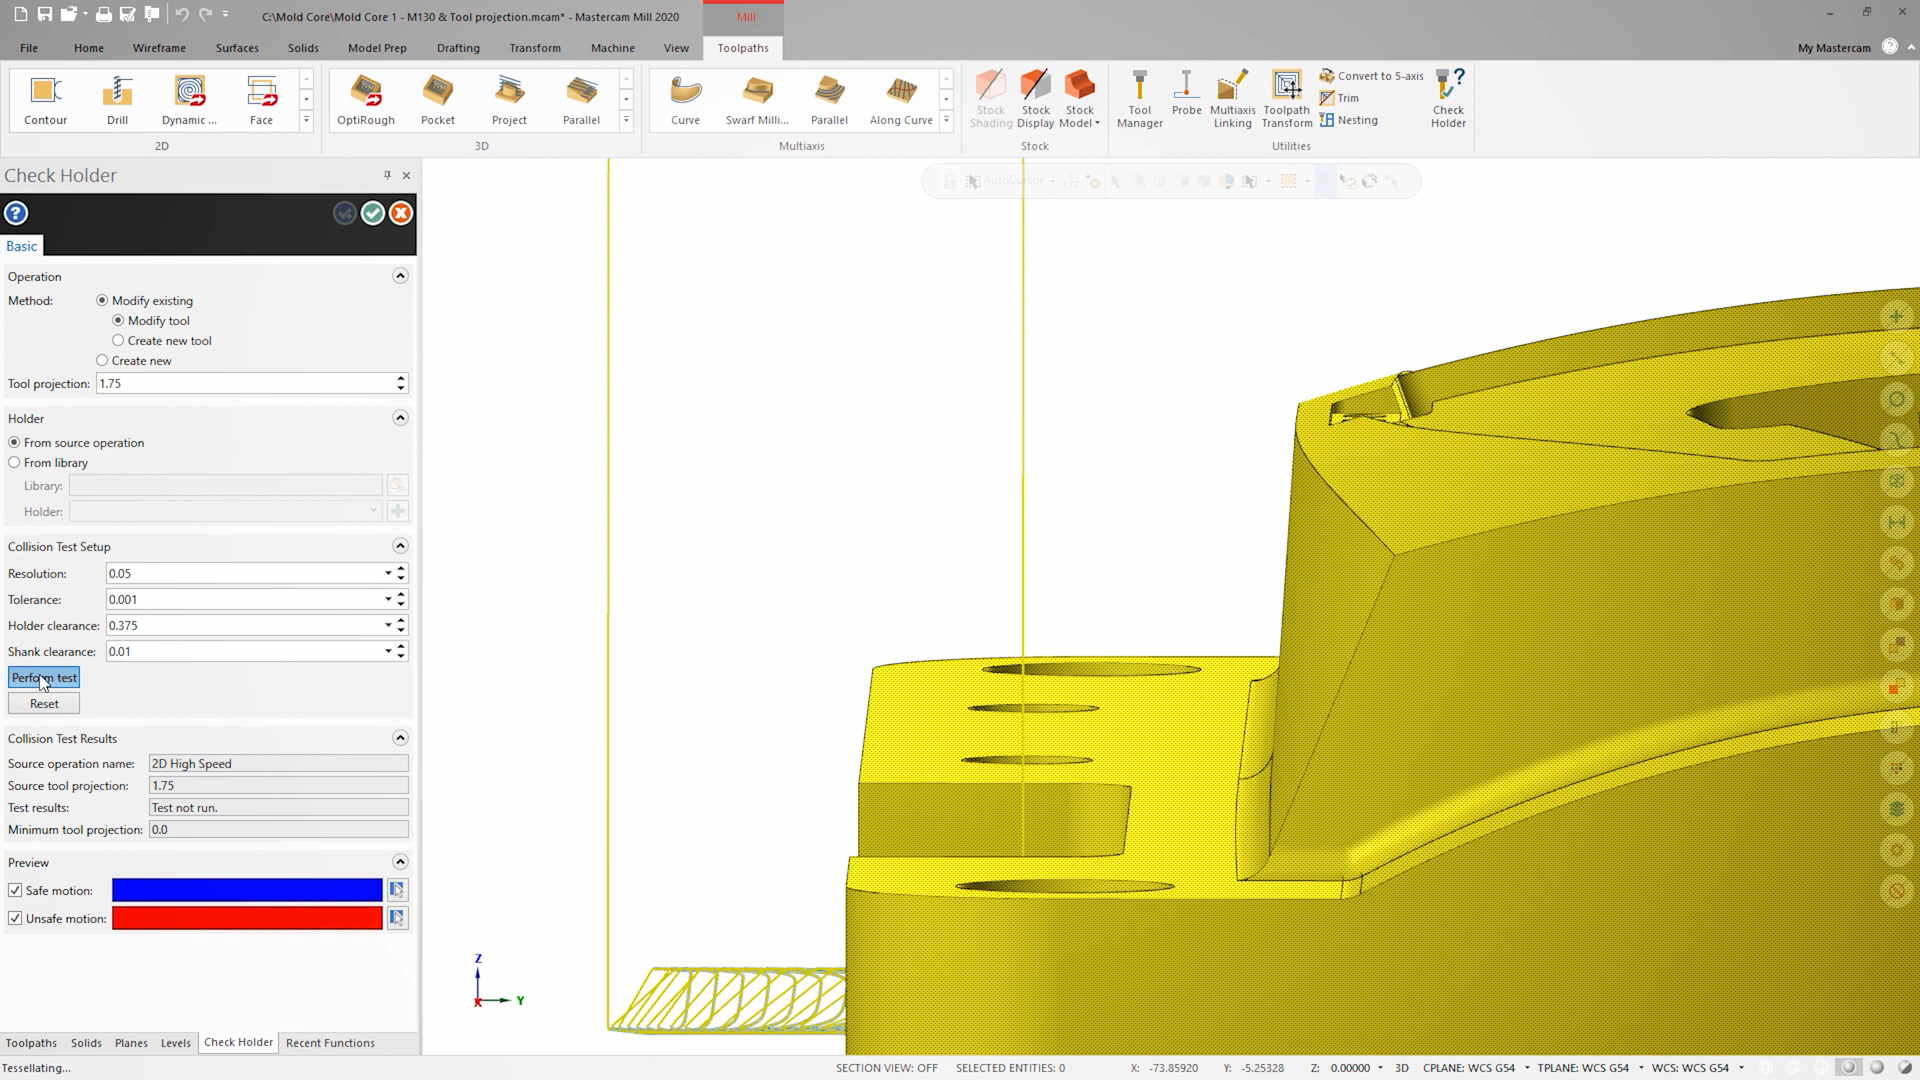 C:\Mold Core\Mold Core 1 - M130 & Tool projection.mcam* - Mastercam Mill 2020
Mill
File Home Wireframe Surfaces Solids Model Prep Drafting Transform Machine View Toolpaths
My Mastercam
Contour Drill Dynamic ... Face
2D
OptiRough Pocket Project Parallel
3D
Curve Swarf Milli... Parallel Along Curve
Multiaxis
Stock Shading
Stock Display
Stock Model
Stock
Tool Manager
Probe
Multiaxis Linking
Toolpath Transform
Convert to 5-axis
Trim
Nesting
Check Holder
Utilities
Check Holder
AutoCursor
Basic
Operation
Method: Modify existing
Modify tool
Create new tool
Create new
Tool projection: 1.75
Holder
From source operation
From library
Library:
Holder:
Collision Test Setup
Resolution: 0.05
Tolerance: 0.001
Holder clearance: 0.375
Shank clearance: 0.01
Perform test
Reset
Collision Test Results
Source operation name: 2D High Speed
Source tool projection: 1.75
Test results: Test not run.
Minimum tool projection: 0.0
Preview
Safe motion:
Unsafe motion:
Z
X
Y
Toolpaths Solids Planes Levels Check Holder Recent Functions
Tessellating... SECTION VIEW: OFF SELECTED ENTITIES: 0 X: -73.85920 Y: -5.25328 Z: 0.00000 3D CPLANE: WCS G54 TPLANE: WCS G54 WCS: WCS G54